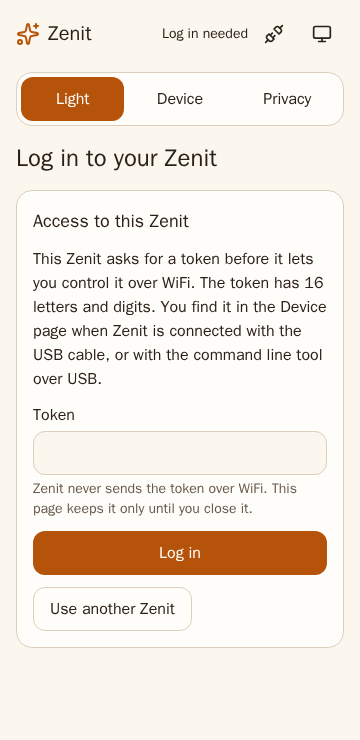 Zenit
Log in needed
Light
Device
Privacy
Log in to your Zenit
Access to this Zenit
This Zenit asks for a token before it lets
you control it over WiFi. The token has 16
letters and digits. You find it in the Device
page when Zenit is connected with the
USB cable, or with the command line tool
over USB.
Token
Zenit never sends the token over WiFi. This
page keeps it only until you close it.
Log in
Use another Zenit